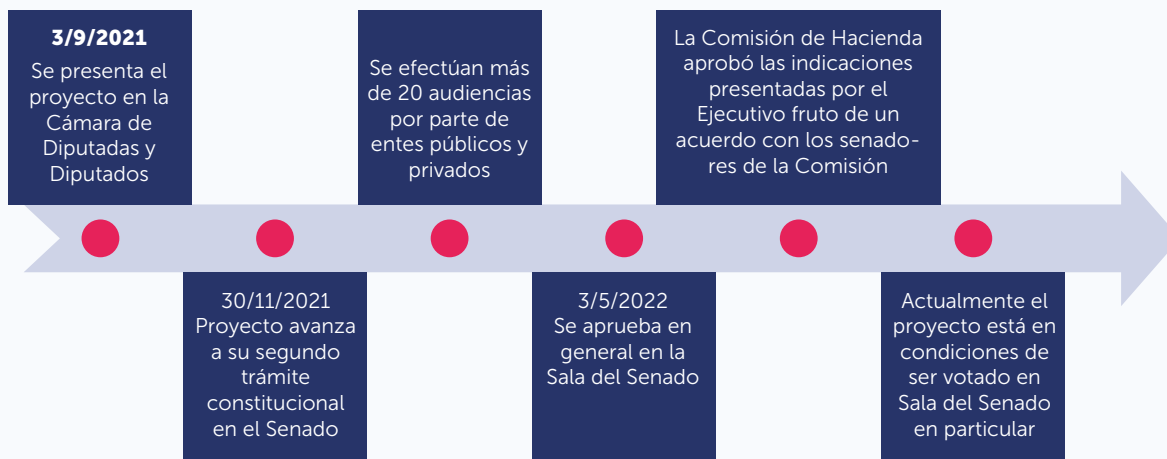 3/9/2021
Se presenta el
proyecto en la
Cámara de
Diputadas y
Diputados
30/11/2021
Proyecto avanza
a su segundo
trámite
constitucional
en el Senado
Se efectúan más
de 20 audiencias
por parte de
entes públicos y
privados
3/5/2022
Se aprueba en
general en la
Sala del Senado
La Comisión de Hacienda
aprobó las indicaciones
presentadas por el
Ejecutivo fruto de un
acuerdo con los senado-
res de la Comisión
Actualmente el
proyecto está en
condiciones de
ser votado en
Sala del Senado
en particular